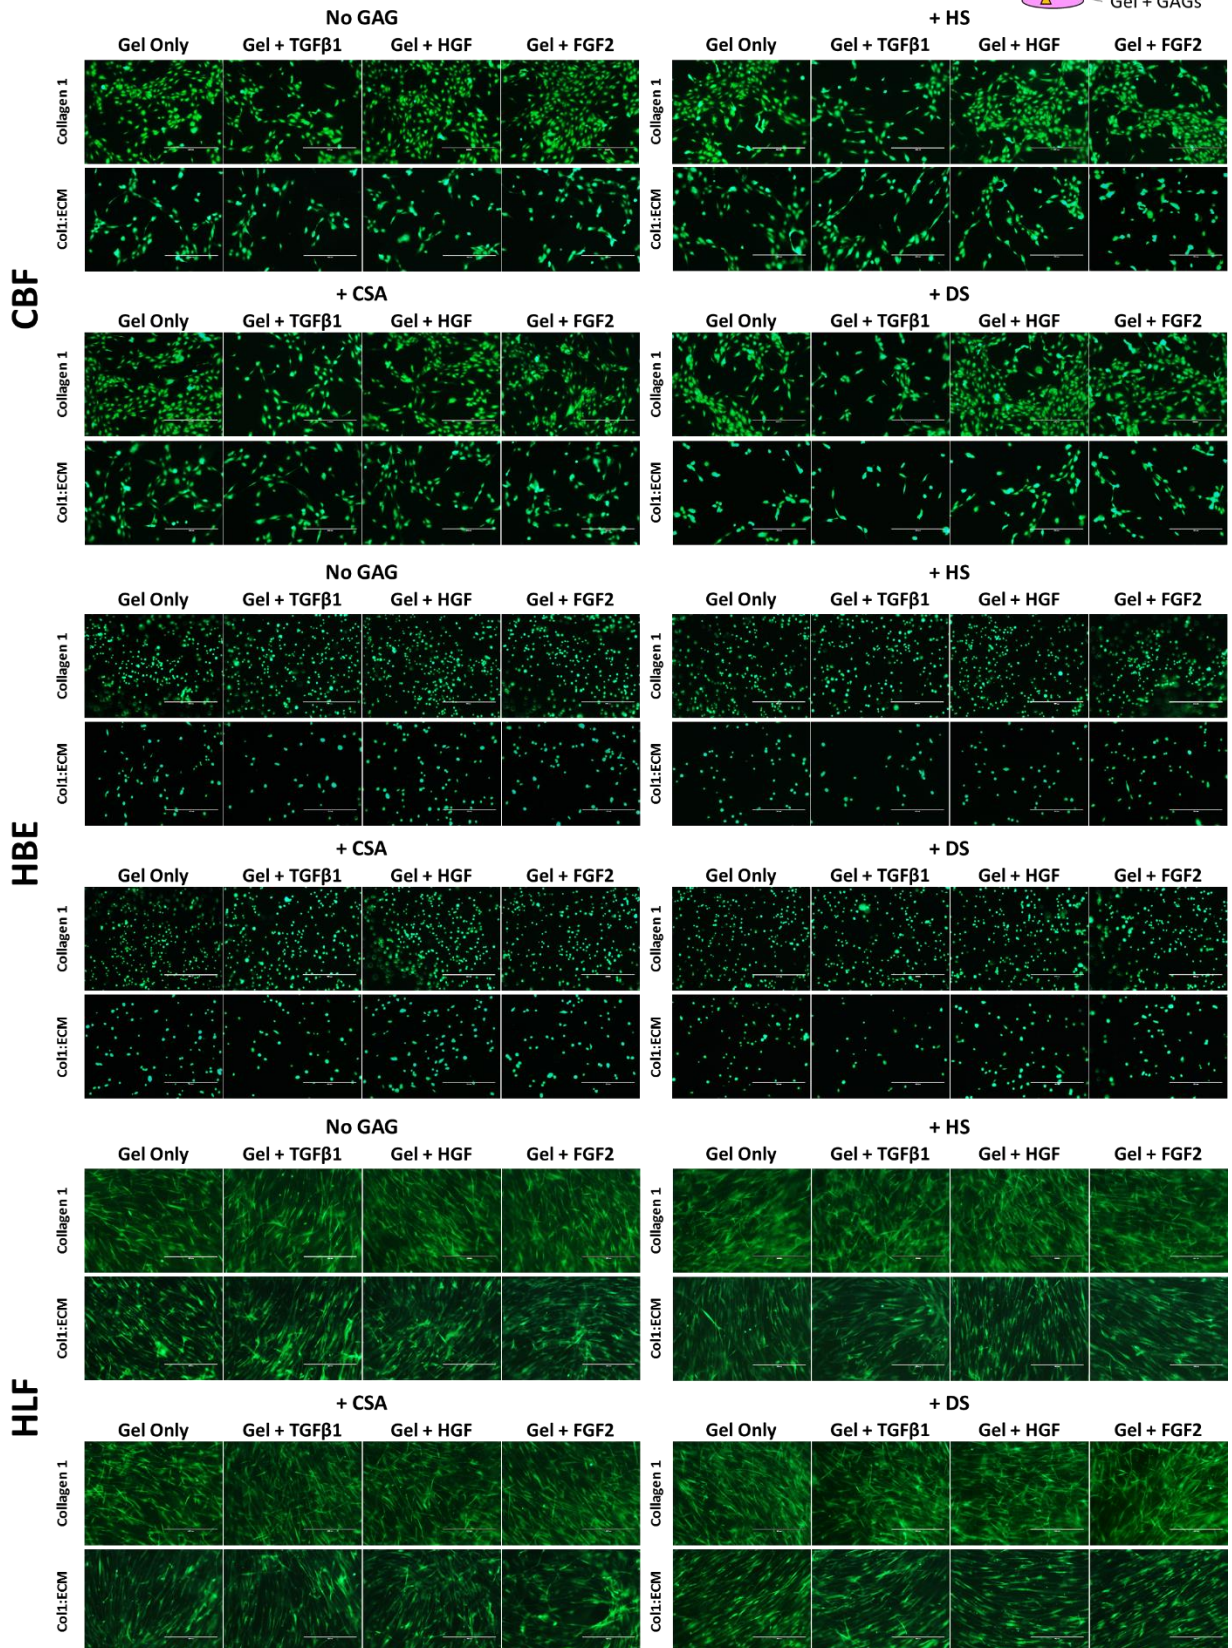 Gel + GAGs
No GAG + HS
Gel Only Gel + TGFβ1 Gel + HGF Gel + FGF2 Gel Only Gel + TGFβ1 Gel + HGF Gel + FGF2
Collagen 1 Collagen 1
Col1:ECM Col1:ECM
CBF
+ CSA + DS
Gel Only Gel + TGFβ1 Gel + HGF Gel + FGF2 Gel Only Gel + TGFβ1 Gel + HGF Gel + FGF2
Collagen 1 Collagen 1
Col1:ECM Col1:ECM
No GAG + HS
Gel Only Gel + TGFβ1 Gel + HGF Gel + FGF2 Gel Only Gel + TGFβ1 Gel + HGF Gel + FGF2
Collagen 1 Collagen 1
Col1:ECM Col1:ECM
HBE
+ CSA + DS
Gel Only Gel + TGFβ1 Gel + HGF Gel + FGF2 Gel Only Gel + TGFβ1 Gel + HGF Gel + FGF2
Collagen 1 Collagen 1
Col1:ECM Col1:ECM
No GAG + HS
Gel Only Gel + TGFβ1 Gel + HGF Gel + FGF2 Gel Only Gel + TGFβ1 Gel + HGF Gel + FGF2
Collagen 1 Collagen 1
Col1:ECM Col1:ECM
HLF
+ CSA + DS
Gel Only Gel + TGFβ1 Gel + HGF Gel + FGF2 Gel Only Gel + TGFβ1 Gel + HGF Gel + FGF2
Collagen 1 Collagen 1
Col1:ECM Col1:ECM